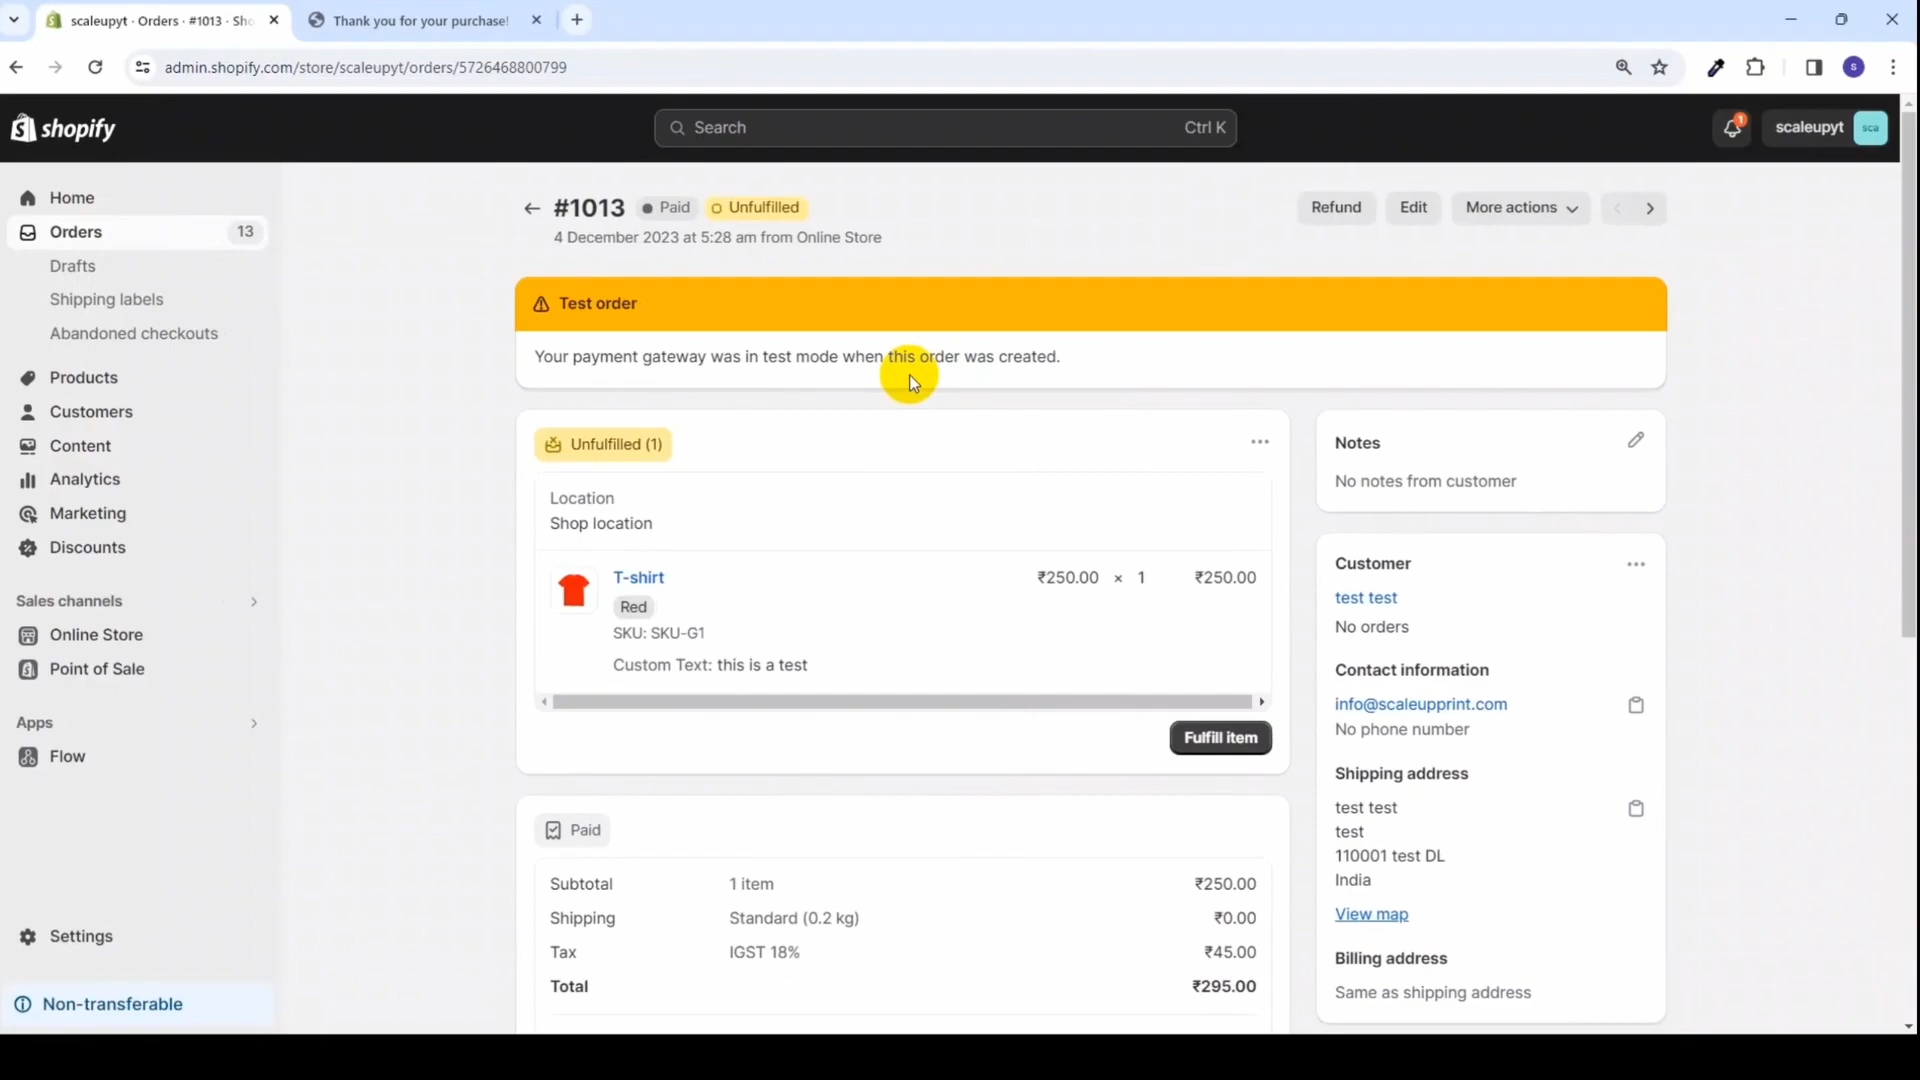 scaleupyt · Orders · #1013 · Sho
Thank you for your purchase!
admin.shopify.com/store/scaleupyt/orders/5726468800799
S
shopify
Search
Ctrl K
1
scaleupyt
sca
Home
Orders
13
Drafts
Shipping labels
Abandoned checkouts
Products
Customers
Content
Analytics
Marketing
Discounts
Sales channels
Online Store
Point of Sale
Apps
Flow
Settings
Non-transferable
#1013
Paid
Unfulfilled
4 December 2023 at 5:28 am from Online Store
Refund
Edit
More actions
Test order
Your payment gateway was in test mode when this order was created.
Unfulfilled (1)
Location
Shop location
T-shirt
₹250.00 × 1 ₹250.00
Red
SKU: SKU-G1
Custom Text: this is a test
Fulfill item
Paid
Subtotal 1 item ₹250.00
Shipping Standard (0.2 kg) ₹0.00
Tax IGST 18% ₹45.00
Total ₹295.00
Notes
No notes from customer
Customer
test test
No orders
Contact information
info@scaleupprint.com
No phone number
Shipping address
test test
test
110001 test DL
India
View map
Billing address
Same as shipping address